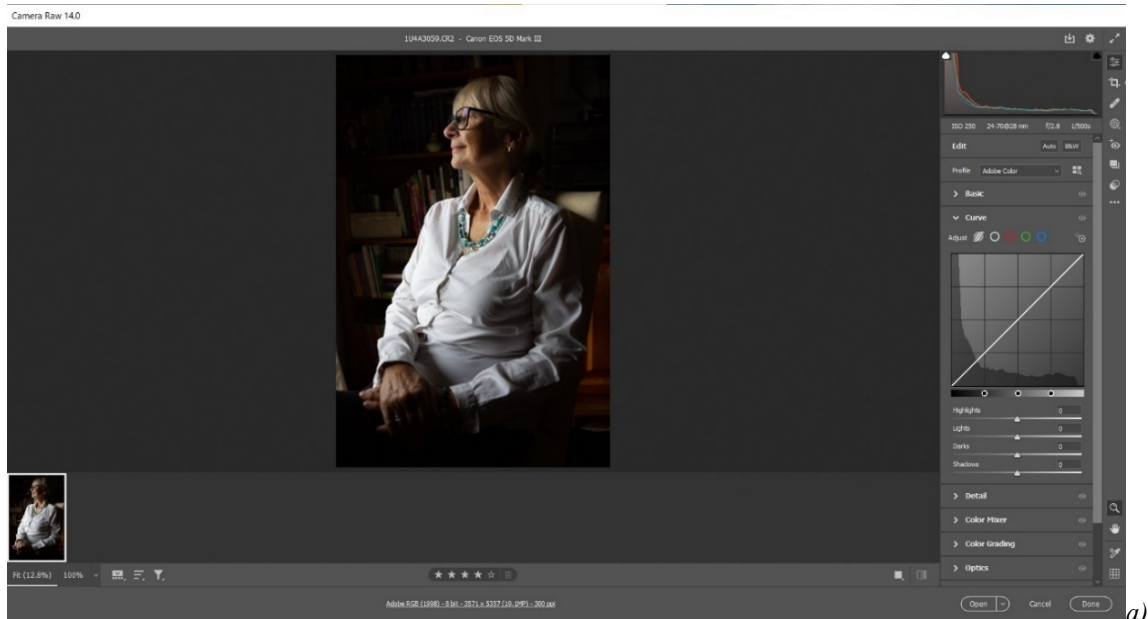 Camera Raw 14.0
1U4A3059.CR2 - Canon EOS 5D Mark III
ISO 250 24-70@28 mm f/2.8 1/500s
Edit Auto B&W
Profile Adobe Color
Basic
Curve
Adjust
Highlights 0
Lights 0
Darks 0
Shadows 0
Detail
Color Mixer
Color Grading
Optics
Fit (12.8%) 100%
Adobe RGB (1998) - 8 bit - 3571 x 5357 (19.1MP) - 300 ppi
Open Cancel Done
a)